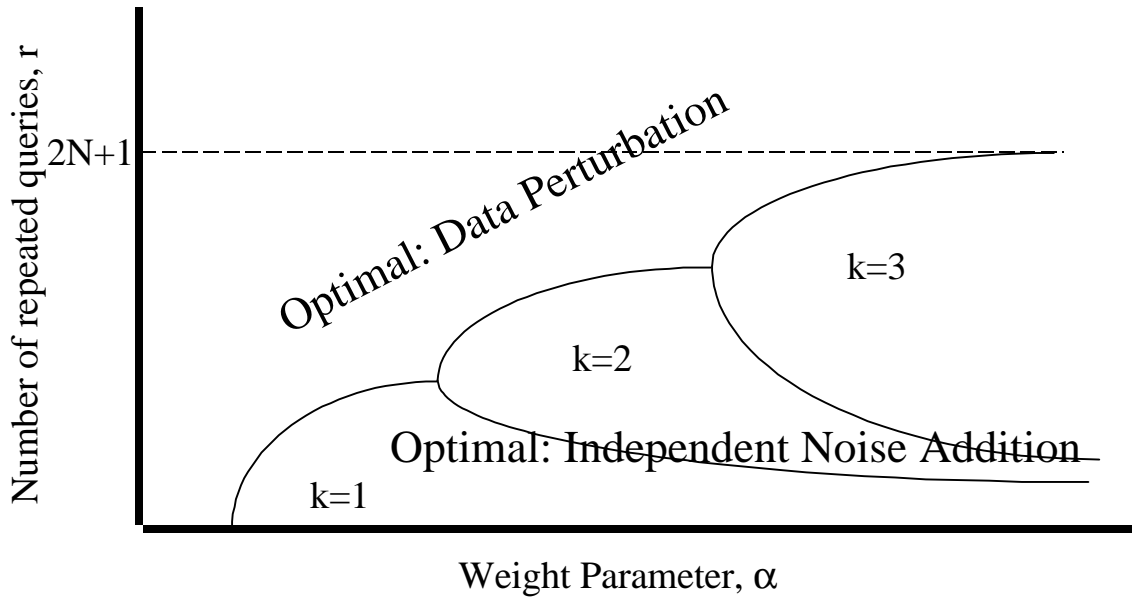 Number of repeated queries, r
2N+1
Optimal: Data Perturbation
k=3
k=2
Optimal: Independent Noise Addition
k=1
Weight Parameter, α